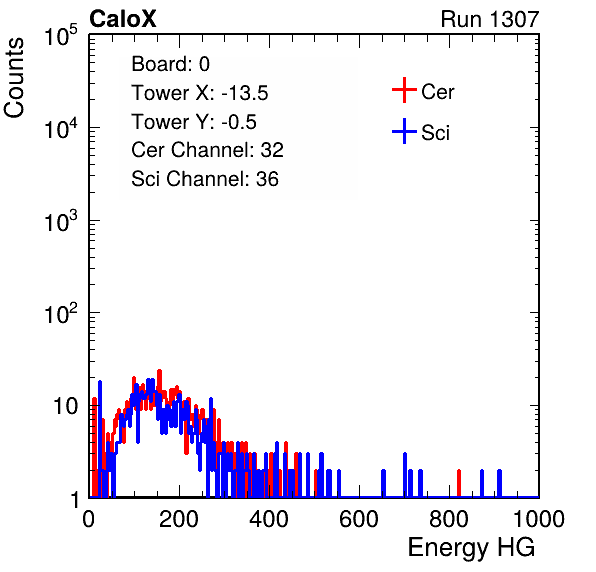 CaloX Run 1307
Board: 0
Tower X: -13.5
Tower Y: -0.5
Cer Channel: 32
Sci Channel: 36
Cer
Sci
Counts
10^5
10^4
10^3
10^2
10
1
0 200 400 600 800 1000
Energy HG